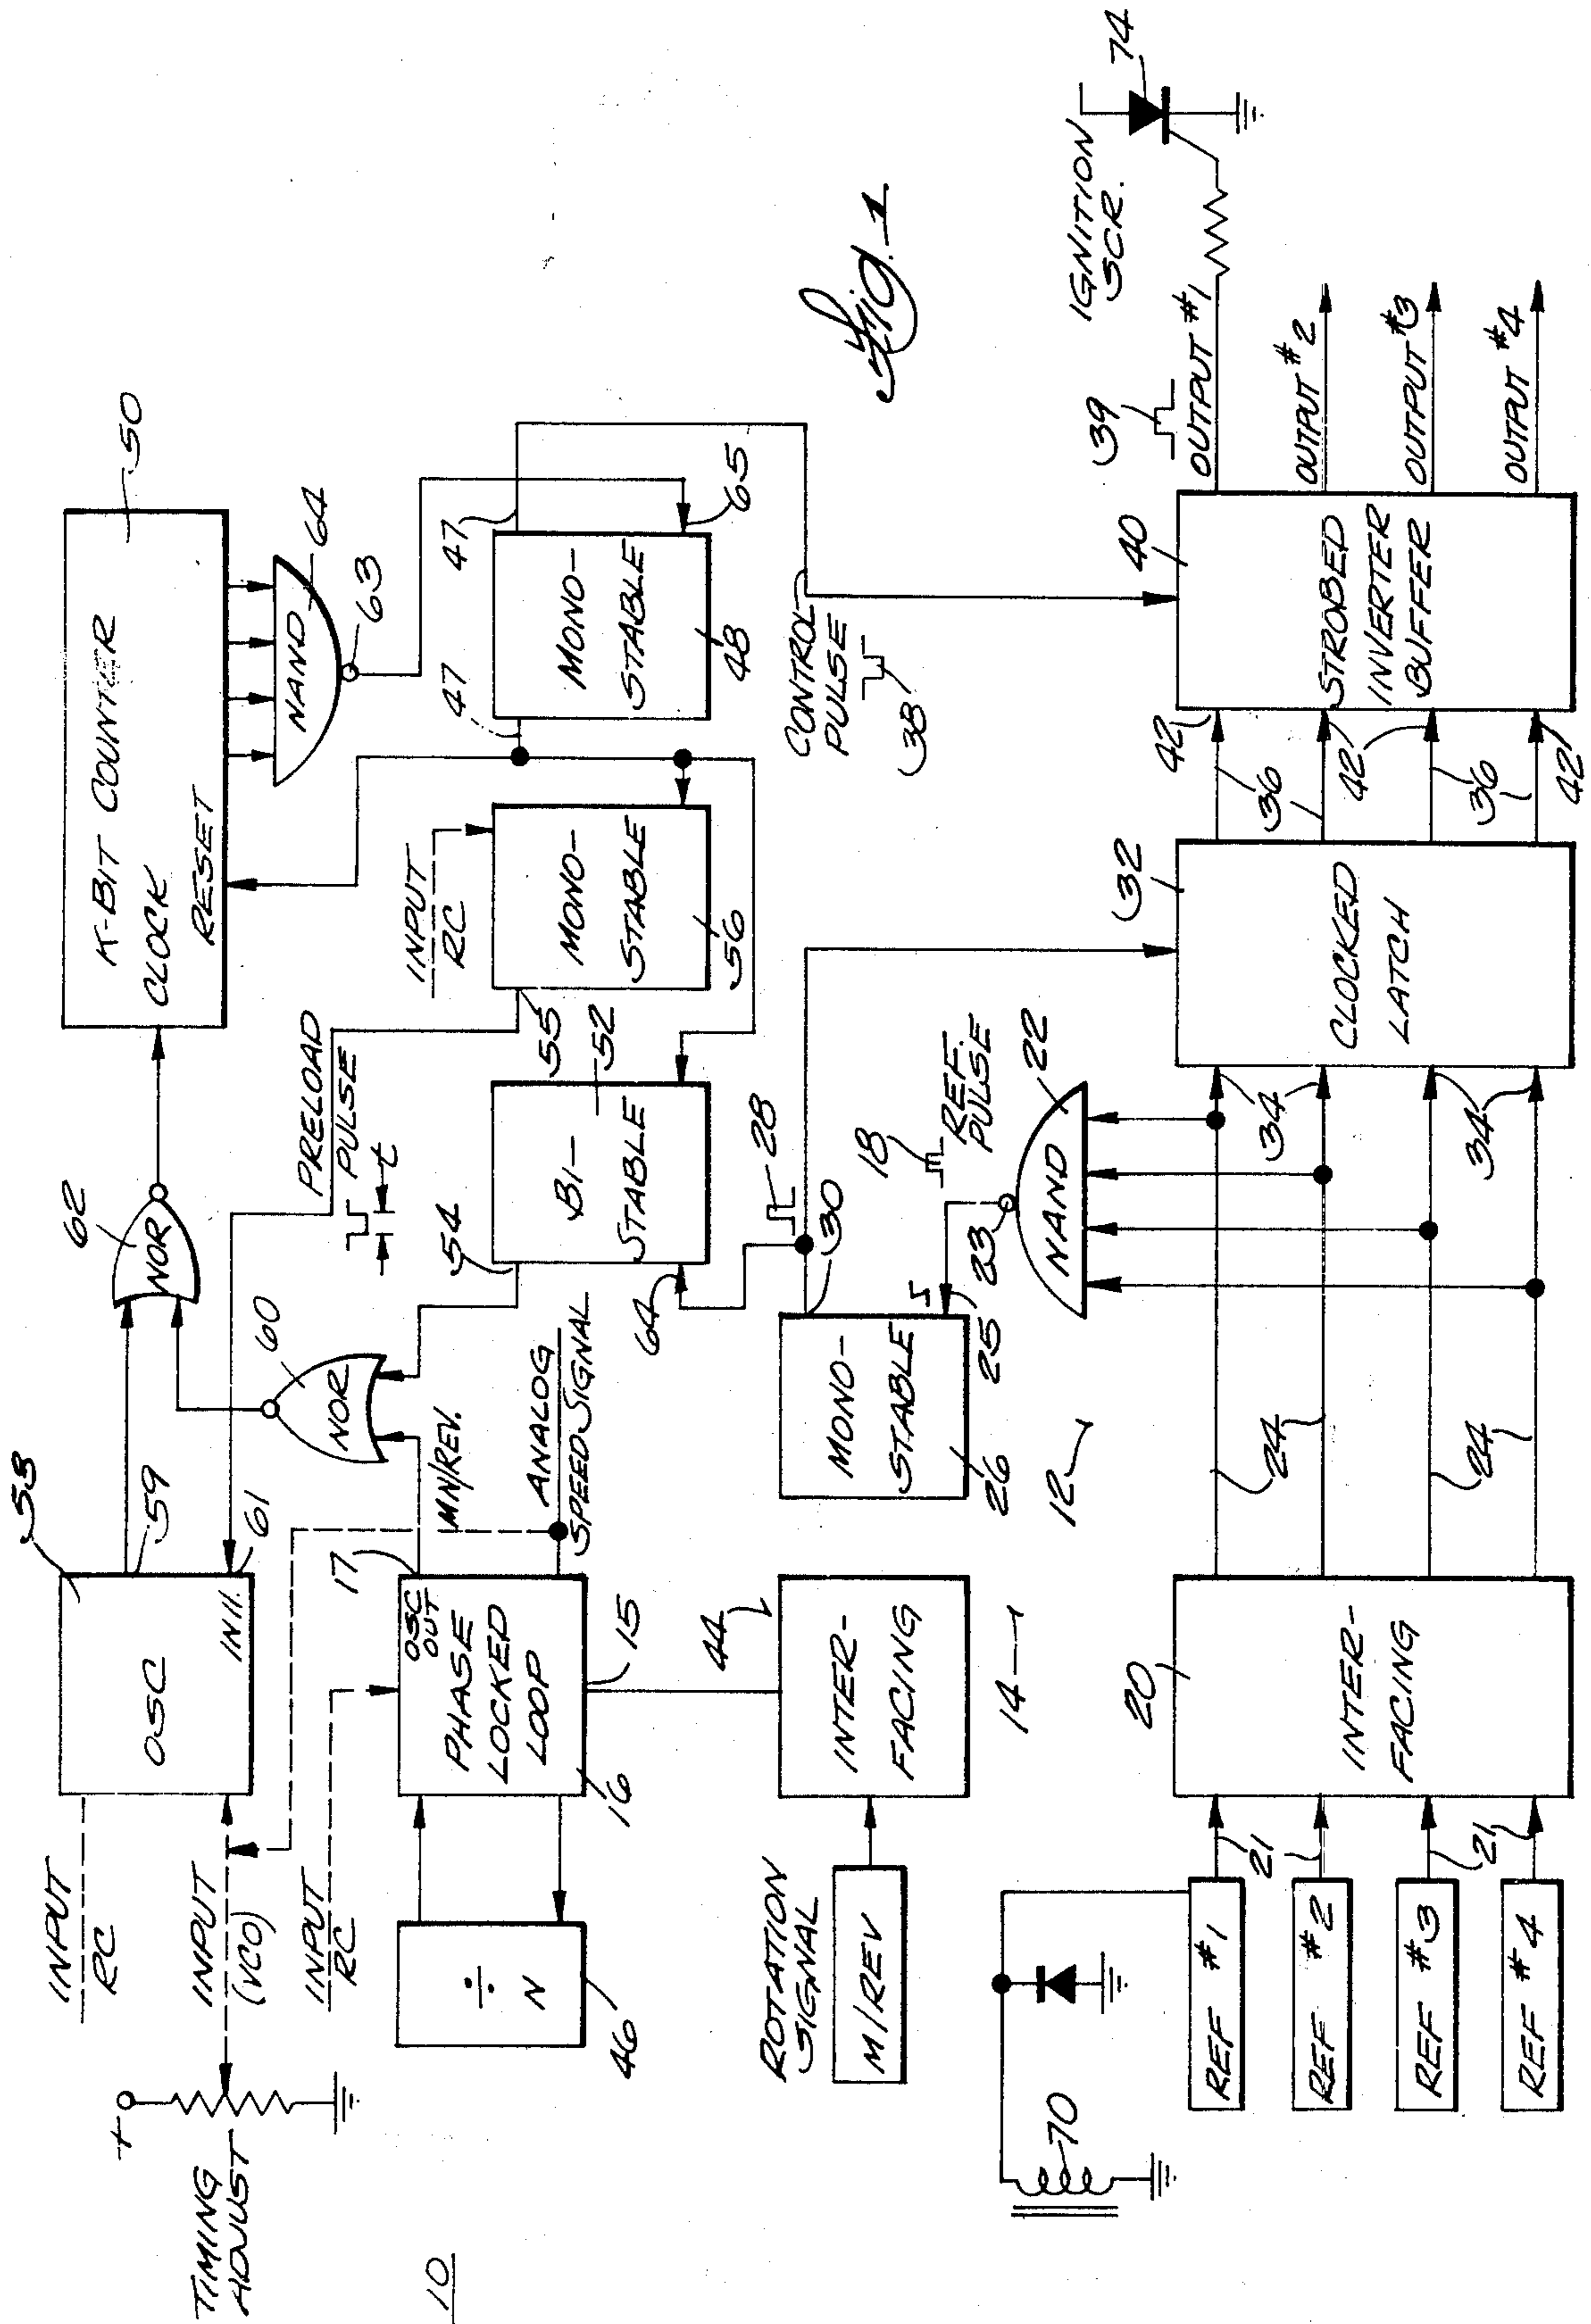 10
TIMING
ADJUST
+
INPUT
RC
INPUT
(VCO)
OSC
INH.
58
59
61
INPUT
RC
÷
N
46
OSC
OUT
PHASE
LOCKED
LOOP
16
17
15
MN/REV.
ANALOG
SPEED SIGNAL
NOR
60
NOR
62
PRELOAD
PULSE
t
K-BIT COUNTER
CLOCK
RESET
50
NAND
64
63
BI-
STABLE
52
54
64
INPUT
RC
MONO-
STABLE
55
56
MONO-
STABLE
47
47
48
65
ROTATION
SIGNAL
M/REV
INTER-
FACING
44
14
12
MONO-
STABLE
26
25
28
30
NAND
22
23
18
REF.
PULSE
CONTROL
PULSE
38
Fig. 1
70
REF #1
REF #2
REF #3
REF #4
21
21
INTER-
FACING
20
24
24
34
34
CLOCKED
LATCH
32
36
36
42
42
42
STROBED
INVERTER
BUFFER
40
39
OUTPUT #1
OUTPUT #2
OUTPUT #3
OUTPUT #4
IGNITION
SCR.
74